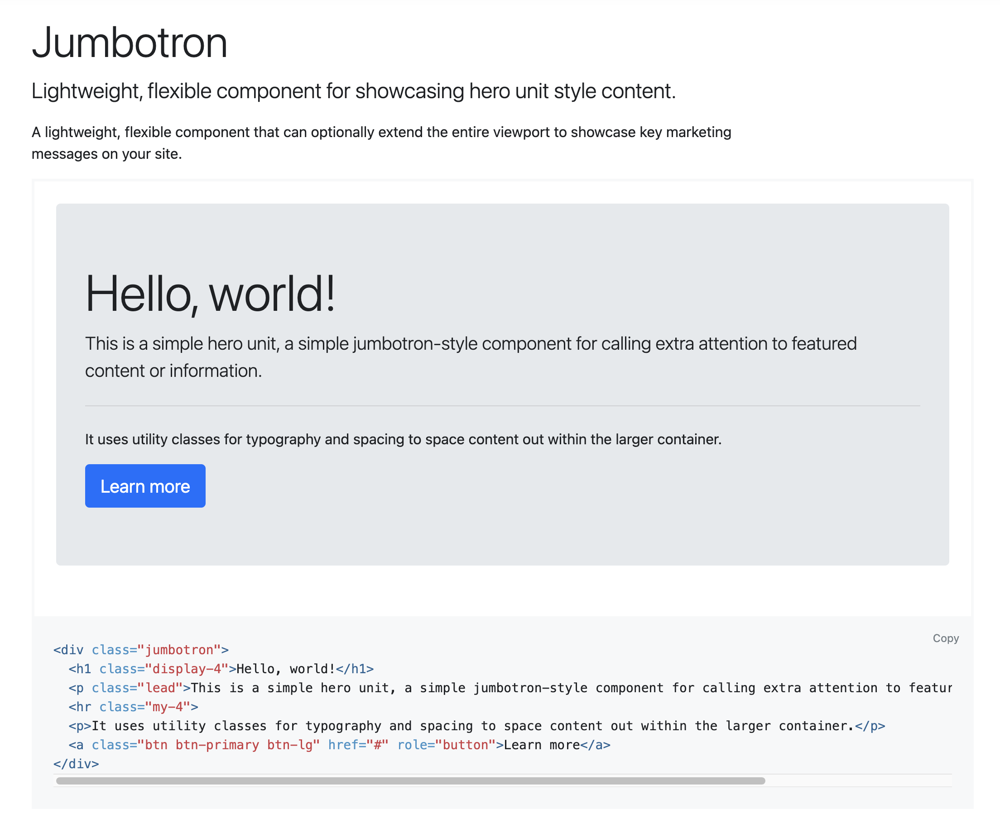 Jumbotron
Lightweight, flexible component for showcasing hero unit style content.
A lightweight, flexible component that can optionally extend the entire viewport to showcase key marketing
messages on your site.
Hello, world!
This is a simple hero unit, a simple jumbotron-style component for calling extra attention to featured
content or information.
It uses utility classes for typography and spacing to space content out within the larger container.
Learn more
Copy
<div class="jumbotron">
  <h1 class="display-4">Hello, world!</h1>
  <p class="lead">This is a simple hero unit, a simple jumbotron-style component for calling extra attention to featur
  <hr class="my-4">
  <p>It uses utility classes for typography and spacing to space content out within the larger container.</p>
  <a class="btn btn-primary btn-lg" href="#" role="button">Learn more</a>
</div>